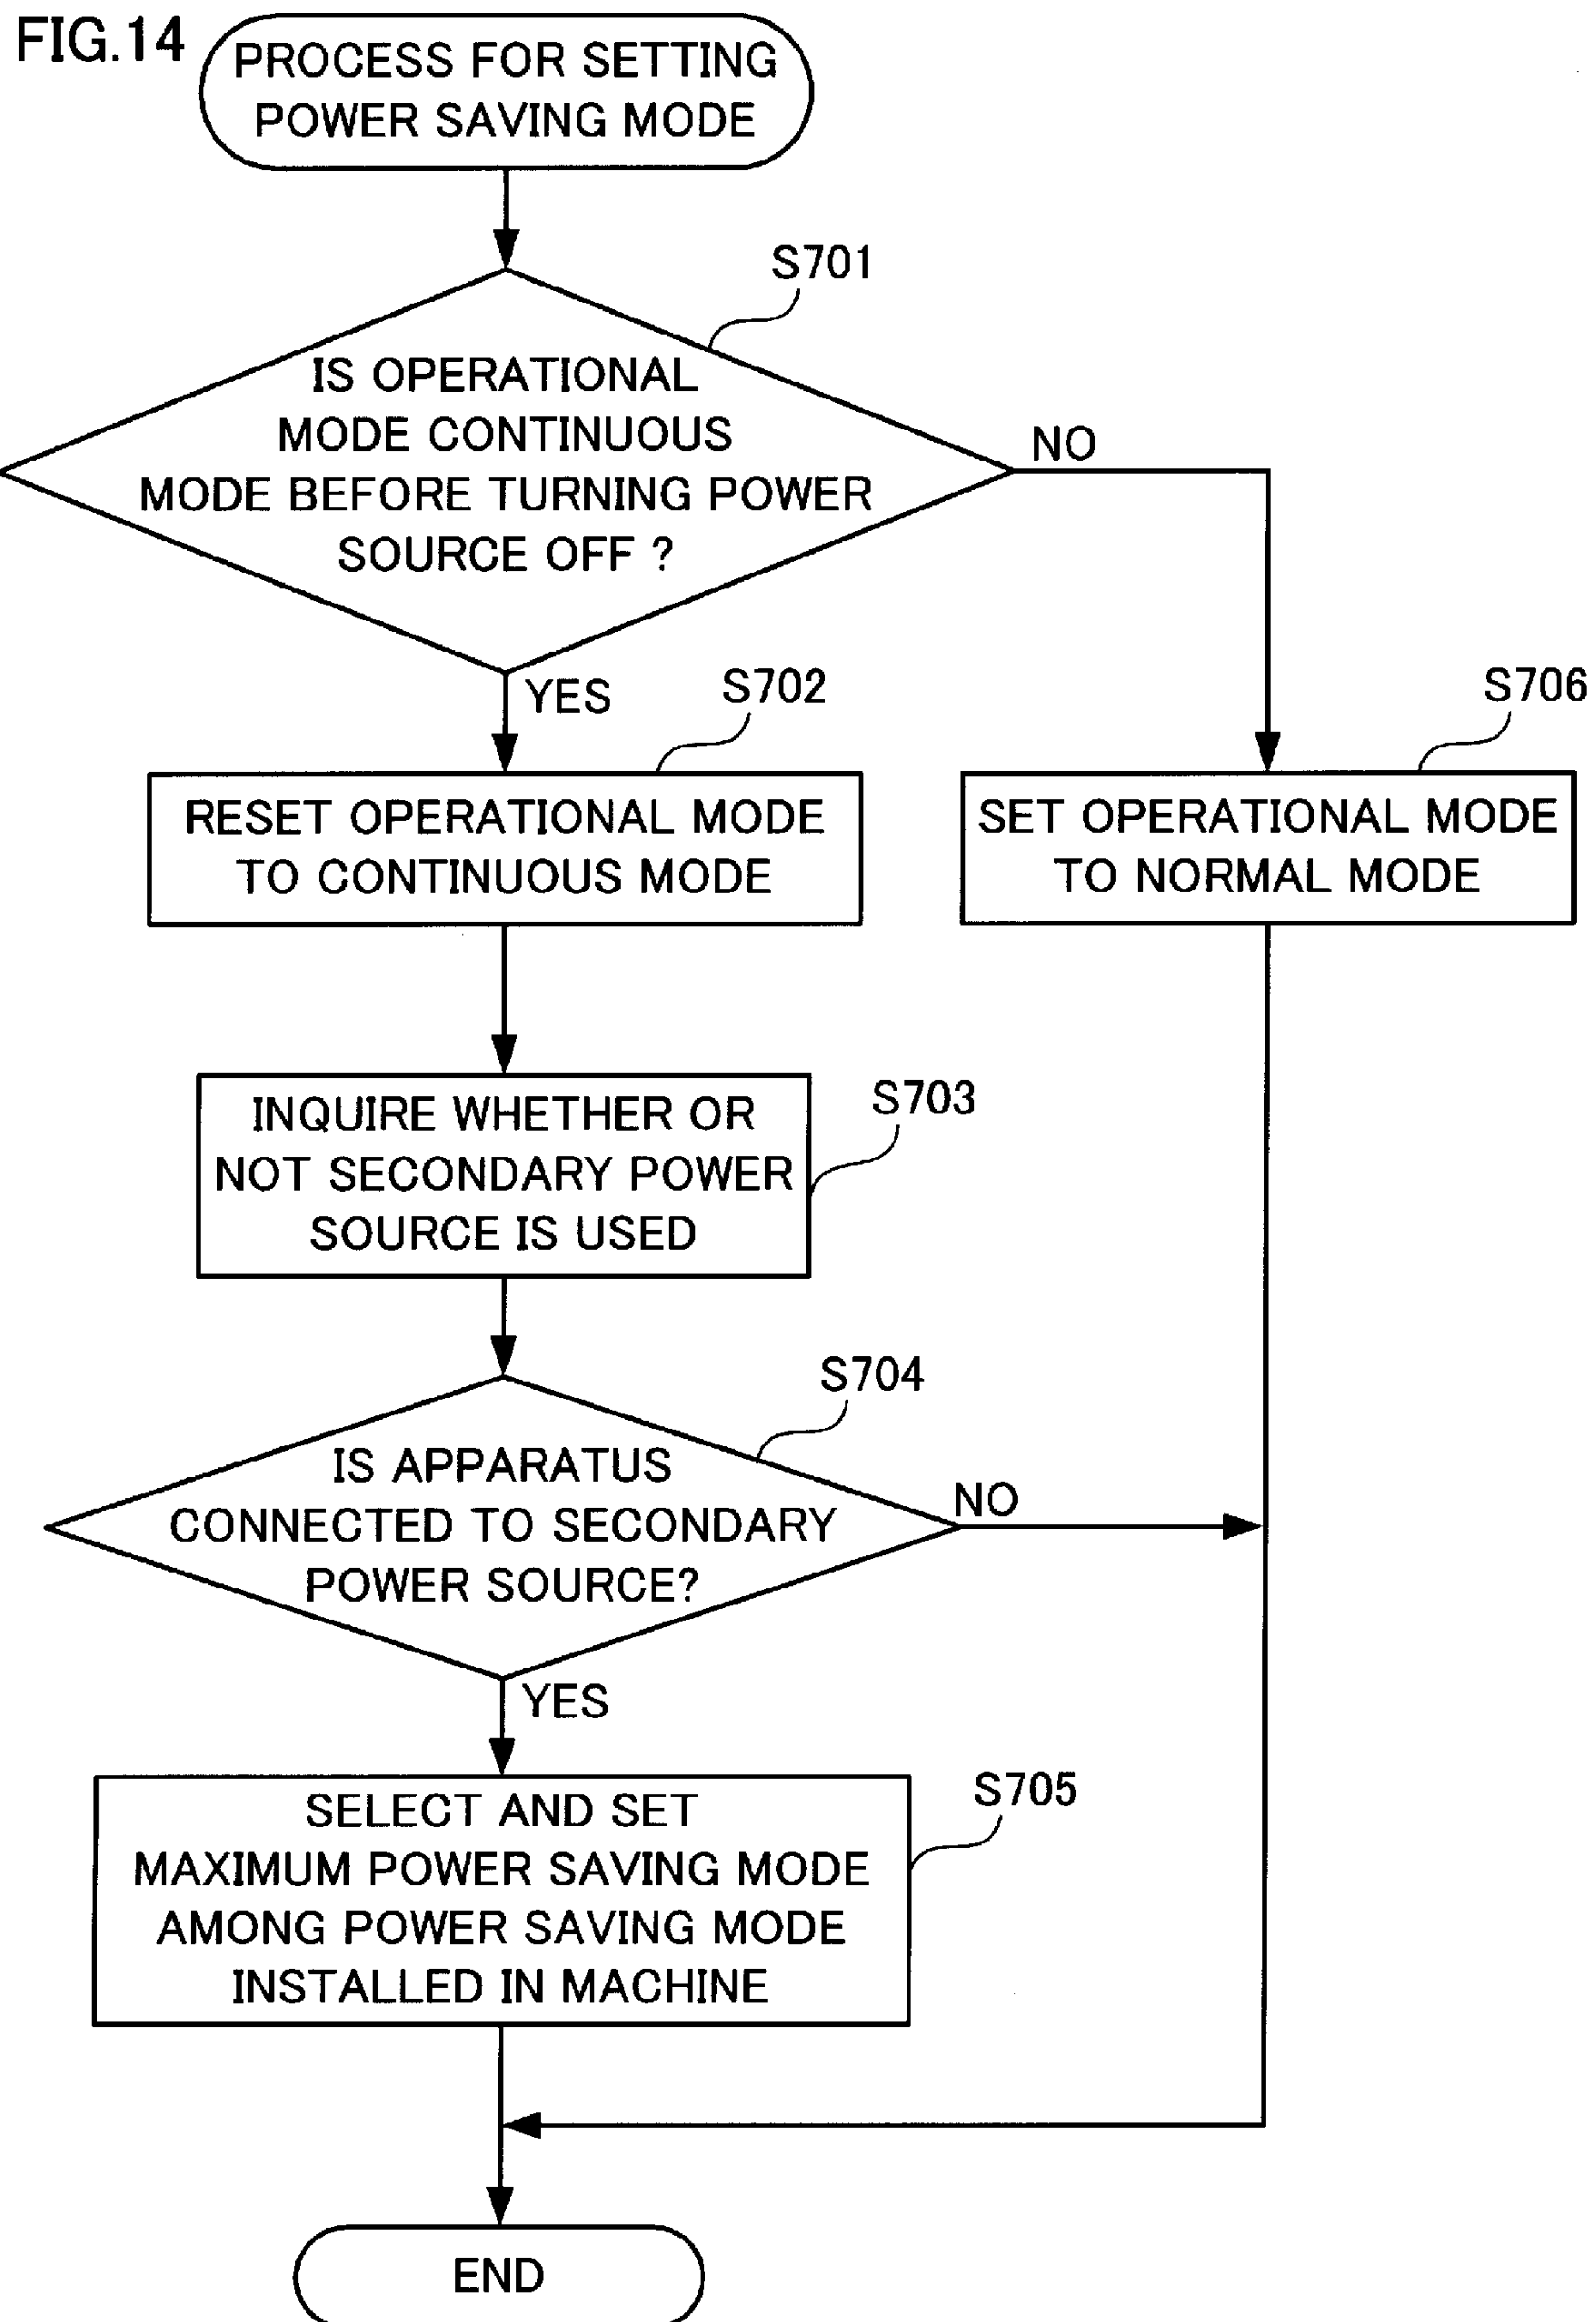 FIG.14
PROCESS FOR SETTING
POWER SAVING MODE
S701
IS OPERATIONAL
MODE CONTINUOUS
MODE BEFORE TURNING POWER
SOURCE OFF ?
NO
YES
S702
S706
RESET OPERATIONAL MODE
TO CONTINUOUS MODE
SET OPERATIONAL MODE
TO NORMAL MODE
S703
INQUIRE WHETHER OR
NOT SECONDARY POWER
SOURCE IS USED
S704
IS APPARATUS
CONNECTED TO SECONDARY
POWER SOURCE?
NO
YES
S705
SELECT AND SET
MAXIMUM POWER SAVING MODE
AMONG POWER SAVING MODE
INSTALLED IN MACHINE
END